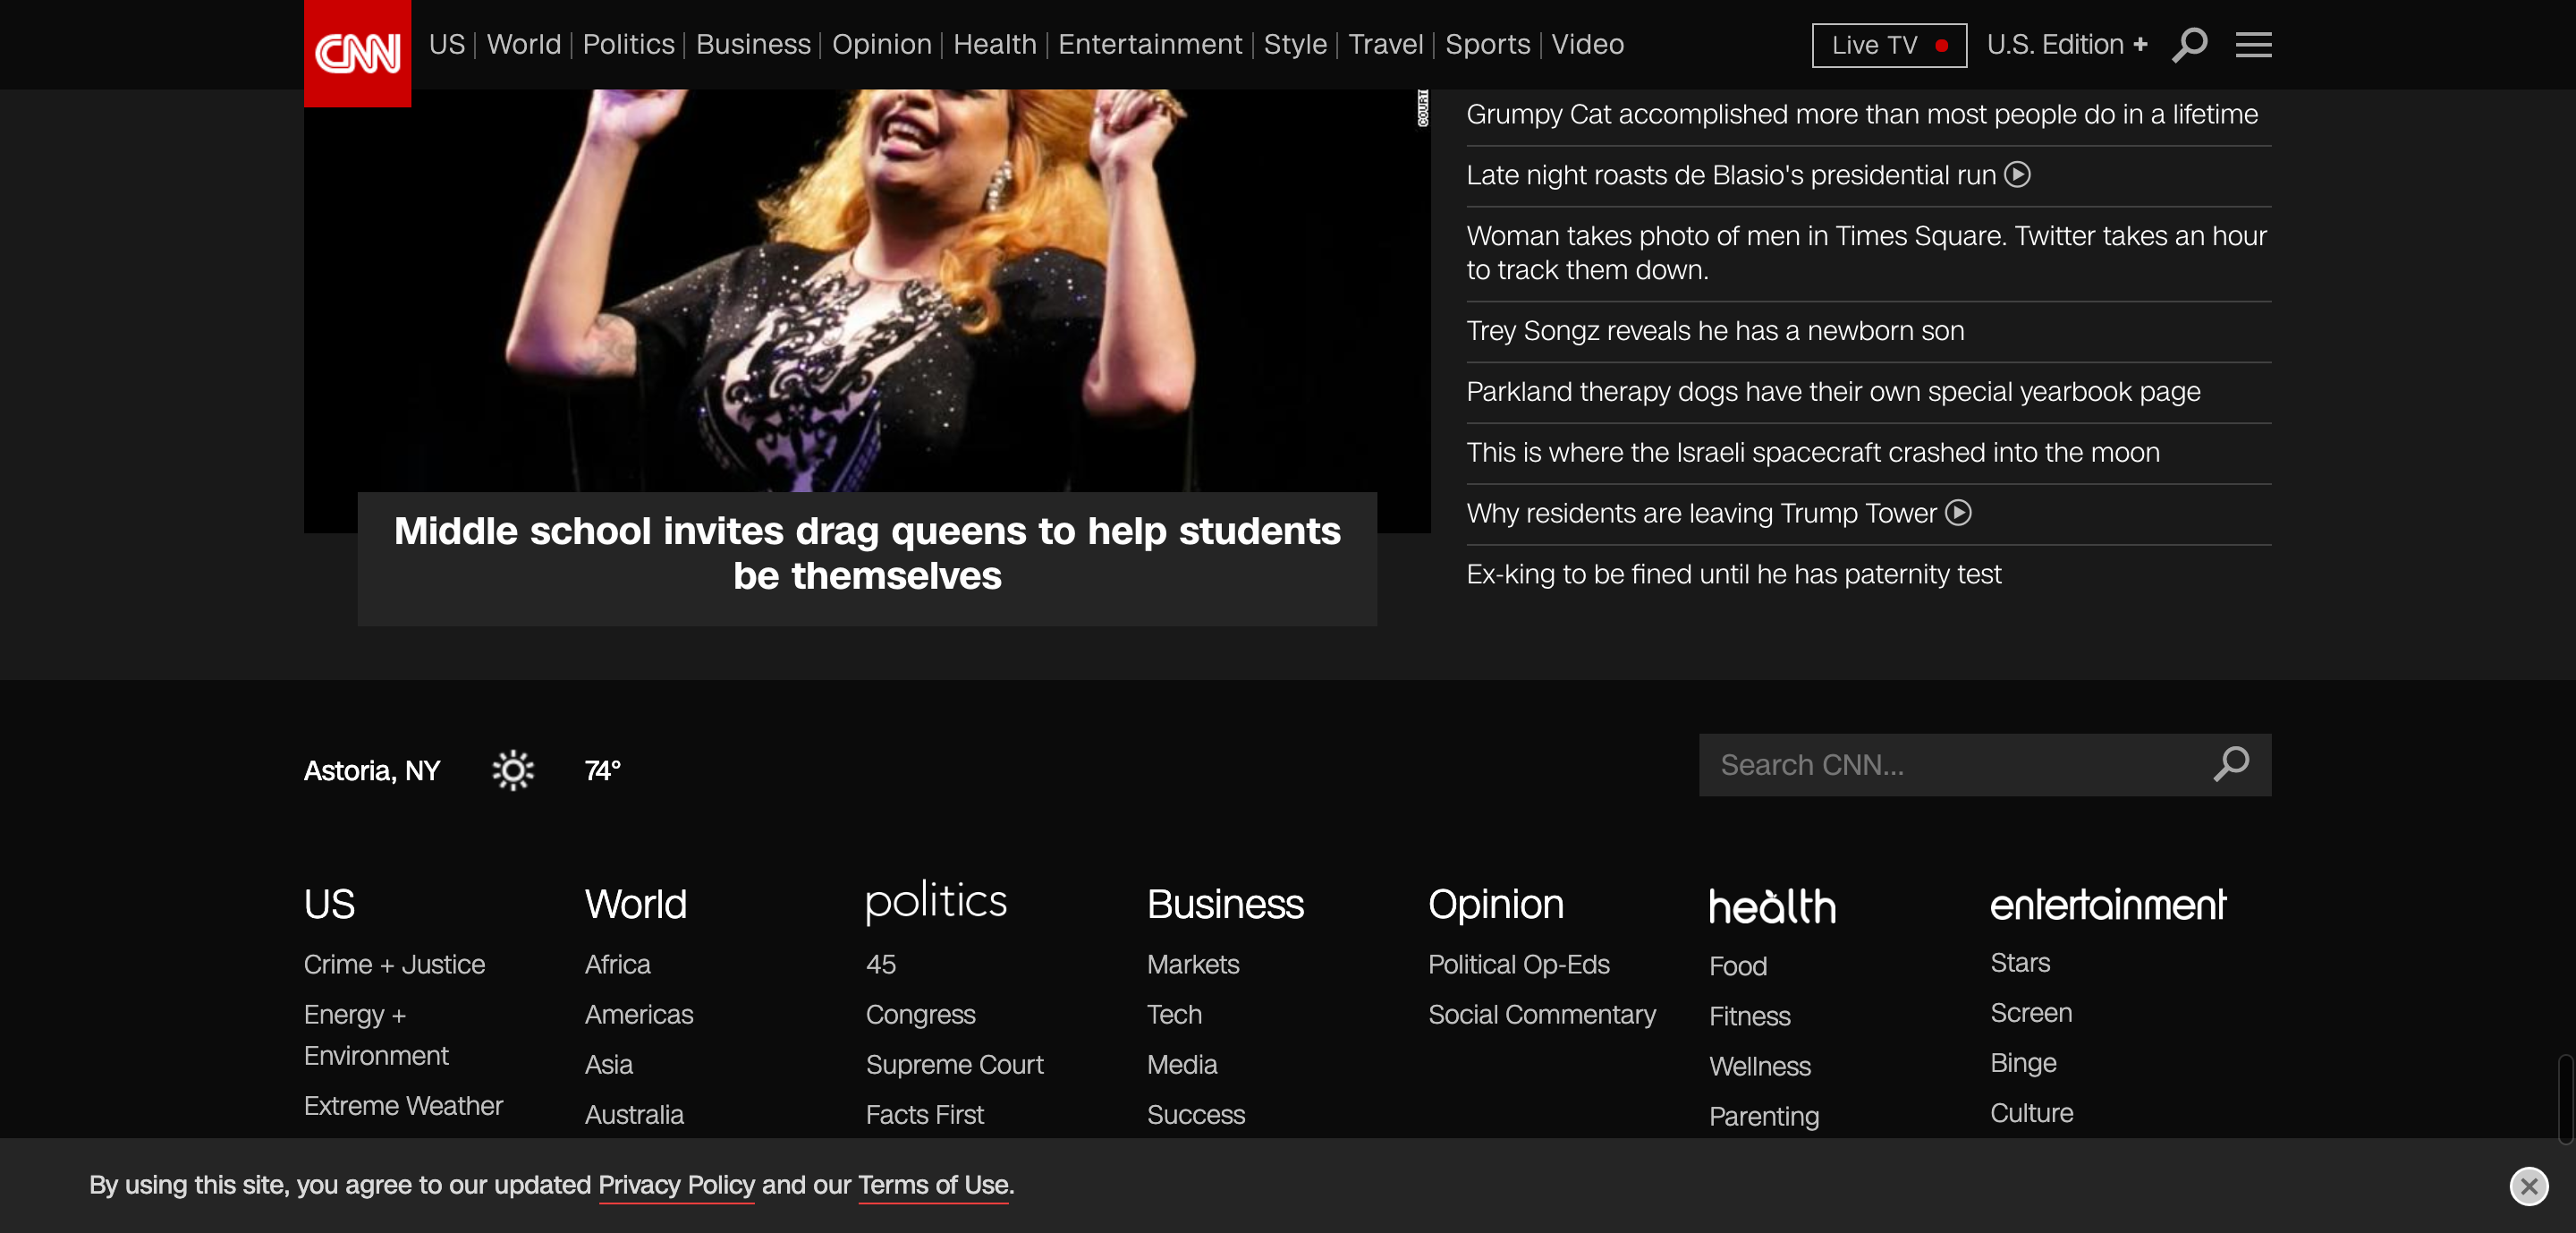 CNN
US
World
Politics
Business
Opinion
Health
Entertainment
Style
Travel
Sports
Video
Live TV
U.S. Edition +
COURT
Grumpy Cat accomplished more than most people do in a lifetime
Late night roasts de Blasio's presidential run
Woman takes photo of men in Times Square. Twitter takes an hour
to track them down.
Trey Songz reveals he has a newborn son
Parkland therapy dogs have their own special yearbook page
This is where the Israeli spacecraft crashed into the moon
Why residents are leaving Trump Tower
Ex-king to be fined until he has paternity test
Middle school invites drag queens to help students
be themselves
Astoria, NY
74°
Search CNN...
US
Crime + Justice
Energy +
Environment
Extreme Weather
World
Africa
Americas
Asia
Australia
politics
45
Congress
Supreme Court
Facts First
Business
Markets
Tech
Media
Success
Opinion
Political Op-Eds
Social Commentary
health
Food
Fitness
Wellness
Parenting
entertainment
Stars
Screen
Binge
Culture
By using this site, you agree to our updated Privacy Policy and our Terms of Use.